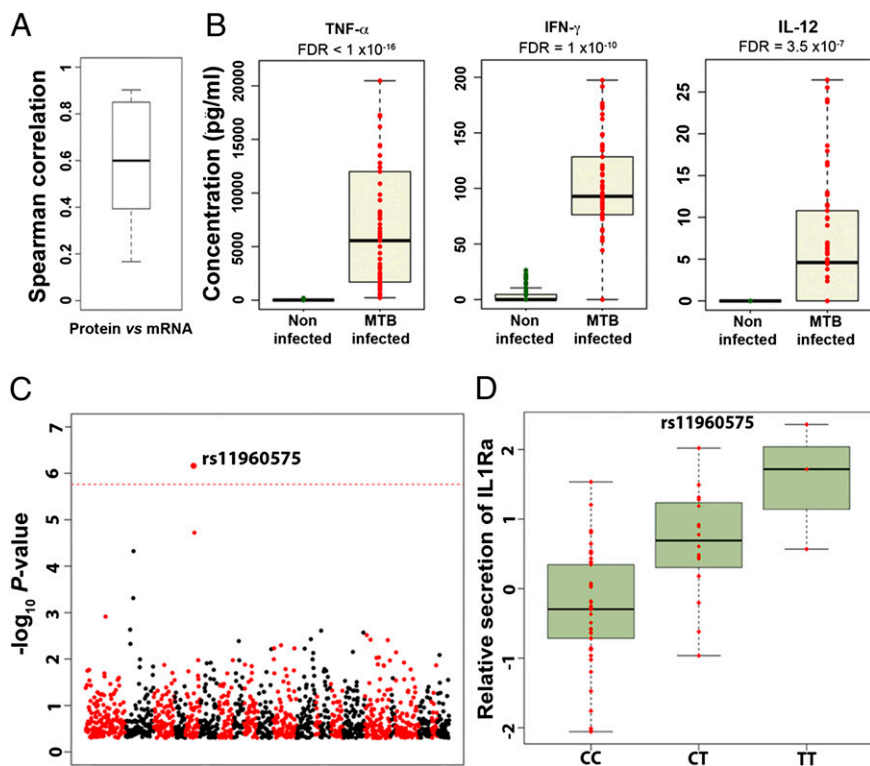 A
Spearman correlation
1
0.8
0.6
0.4
0.2
0
Protein vs mRNA
B
Concentration (pg/ml)
TNF-α
FDR < 1 x10-16
20000
15000
10000
5000
0
Non infected
MTB infected
IFN-γ
FDR = 1 x10-10
200
150
100
50
0
Non infected
MTB infected
IL-12
FDR = 3.5 x10-7
25
20
15
10
5
0
Non infected
MTB infected
C
-log10 P-value
7
6
5
4
3
2
1
0
rs11960575
D
Relative secretion of IL1Ra
rs11960575
2
1
0
-1
-2
CC
CT
TT